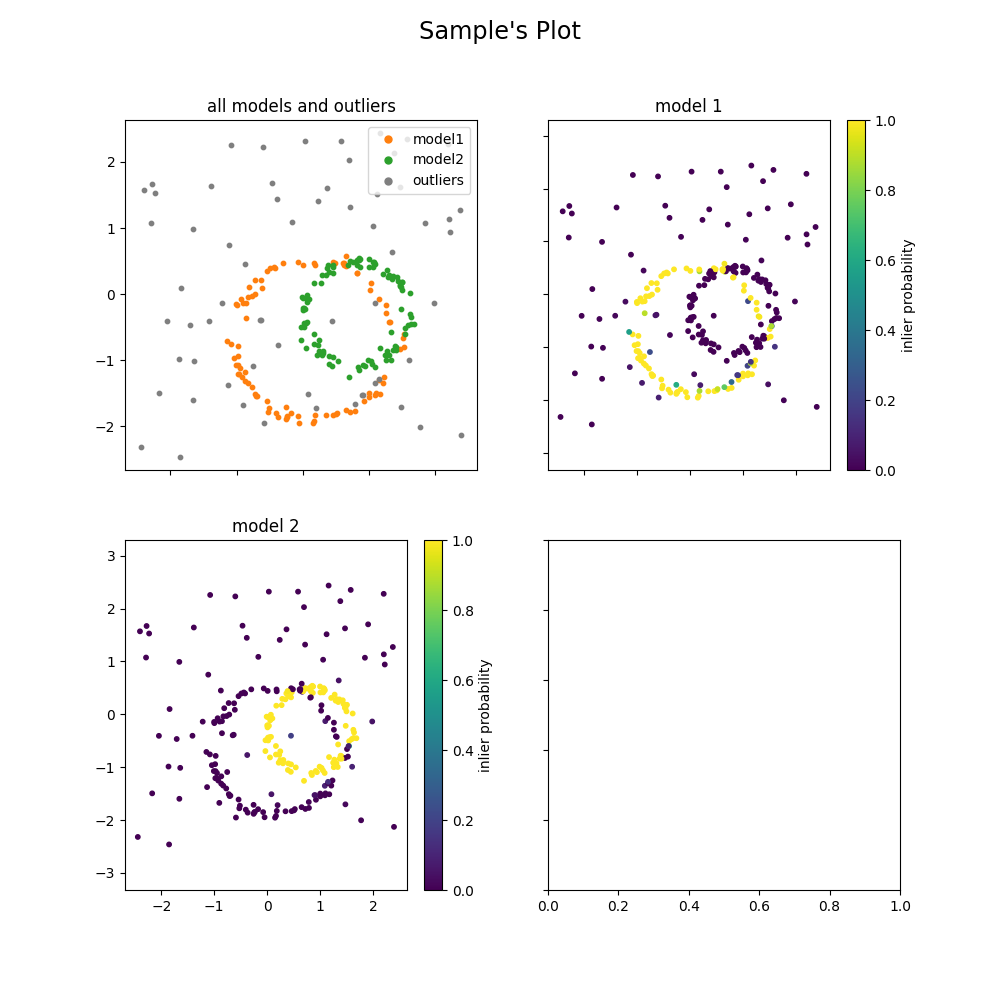 Sample's Plot
all models and outliers
model1
model2
outliers
2
1
0
−1
−2
model 1
1.0
0.8
0.6
0.4
0.2
0.0
inlier probability
model 2
3
2
1
0
−1
−2
−3
−2 −1 0 1 2
1.0
0.8
0.6
0.4
0.2
0.0
inlier probability
0.0 0.2 0.4 0.6 0.8 1.0